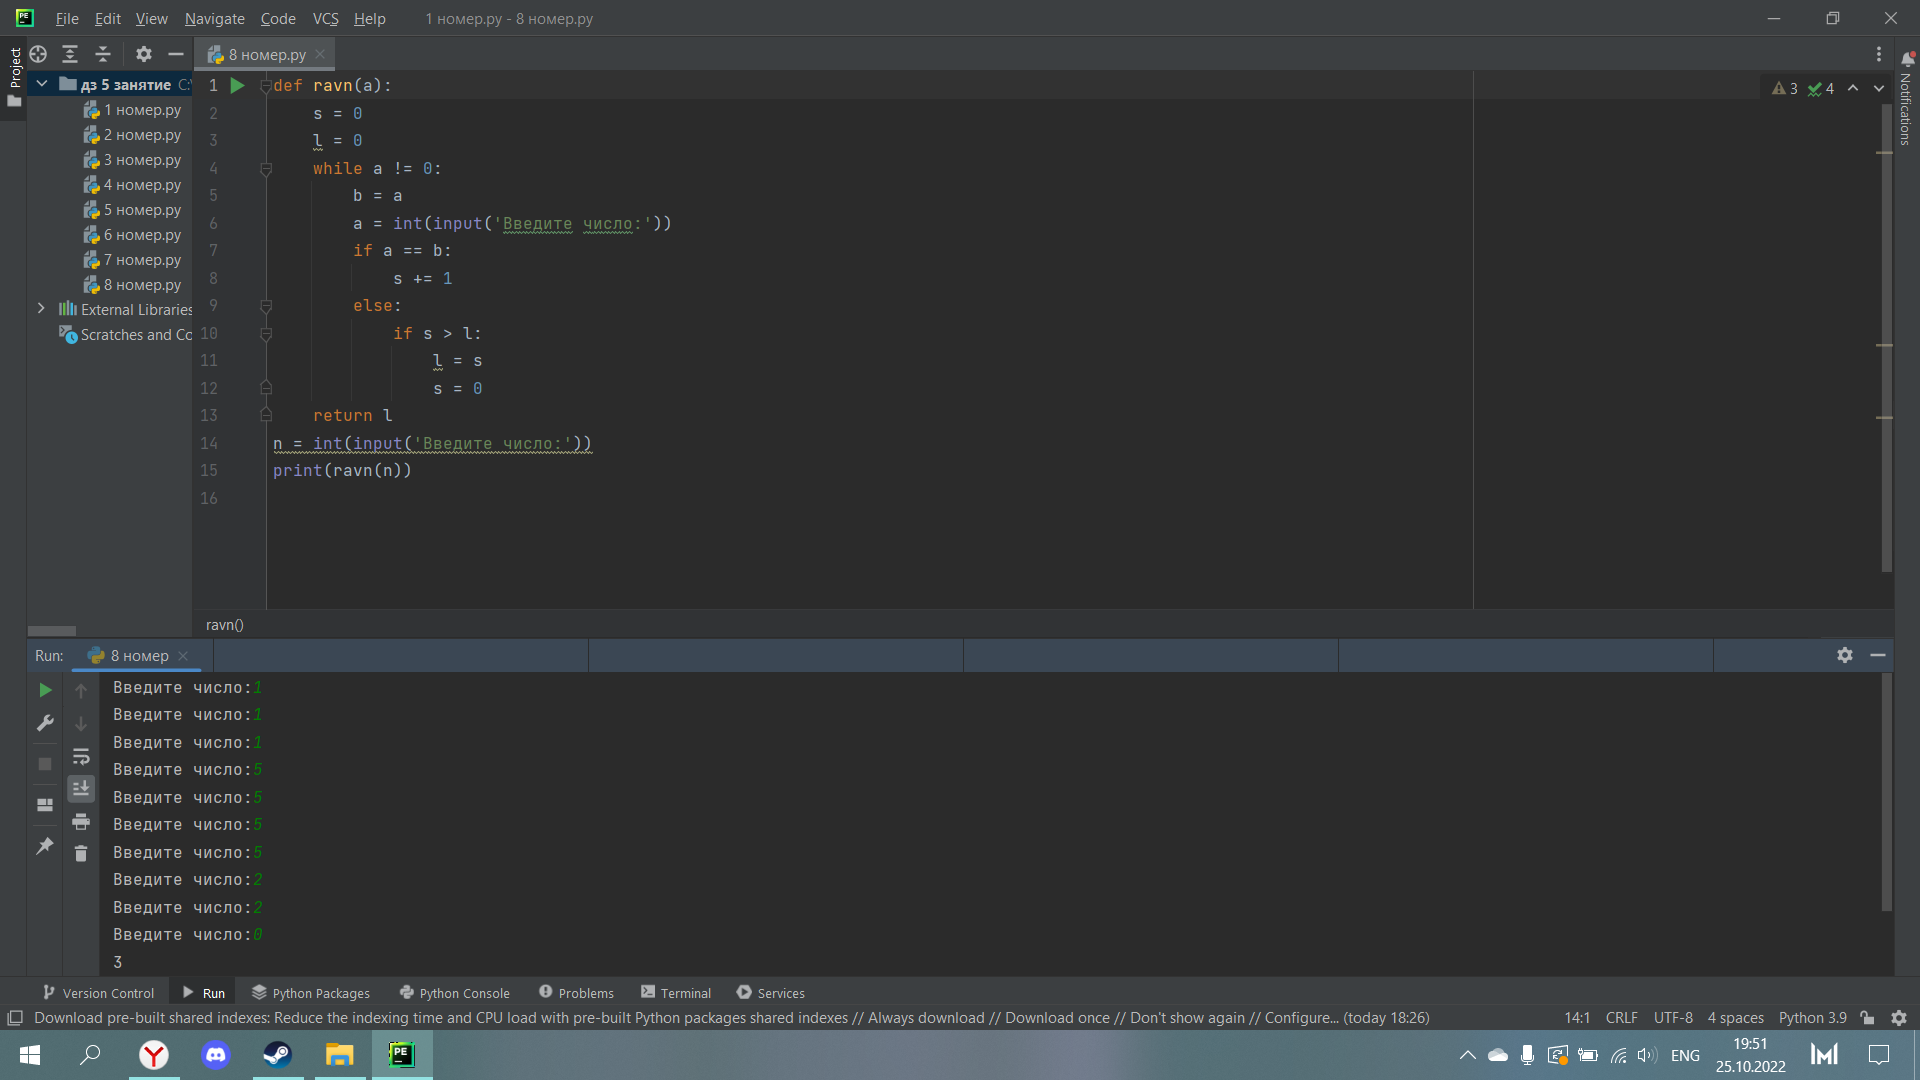 File Edit View Navigate Code VCS Help 1 номер.py - 8 номер.py
Project
8 номер.py
дз 5 занятие C:\
1 номер.py
2 номер.py
3 номер.py
4 номер.py
5 номер.py
6 номер.py
7 номер.py
8 номер.py
External Libraries
Scratches and Co
1 def ravn(a):
2 s = 0
3 l = 0
4 while a != 0:
5 b = a
6 a = int(input('Введите число:'))
7 if a == b:
8 s += 1
9 else:
10 if s > l:
11 l = s
12 s = 0
13 return l
14 n = int(input('Введите число:'))
15 print(ravn(n))
16
3 4
Notifications
ravn()
Run: 8 номер
Введите число:1
Введите число:1
Введите число:1
Введите число:5
Введите число:5
Введите число:5
Введите число:5
Введите число:2
Введите число:2
Введите число:0
3
Version Control Run Python Packages Python Console Problems Terminal Services
Download pre-built shared indexes: Reduce the indexing time and CPU load with pre-built Python packages shared indexes // Always download // Download once // Don't show again // Configure... (today 18:26) 14:1 CRLF UTF-8 4 spaces Python 3.9
PE
ENG
19:51
25.10.2022